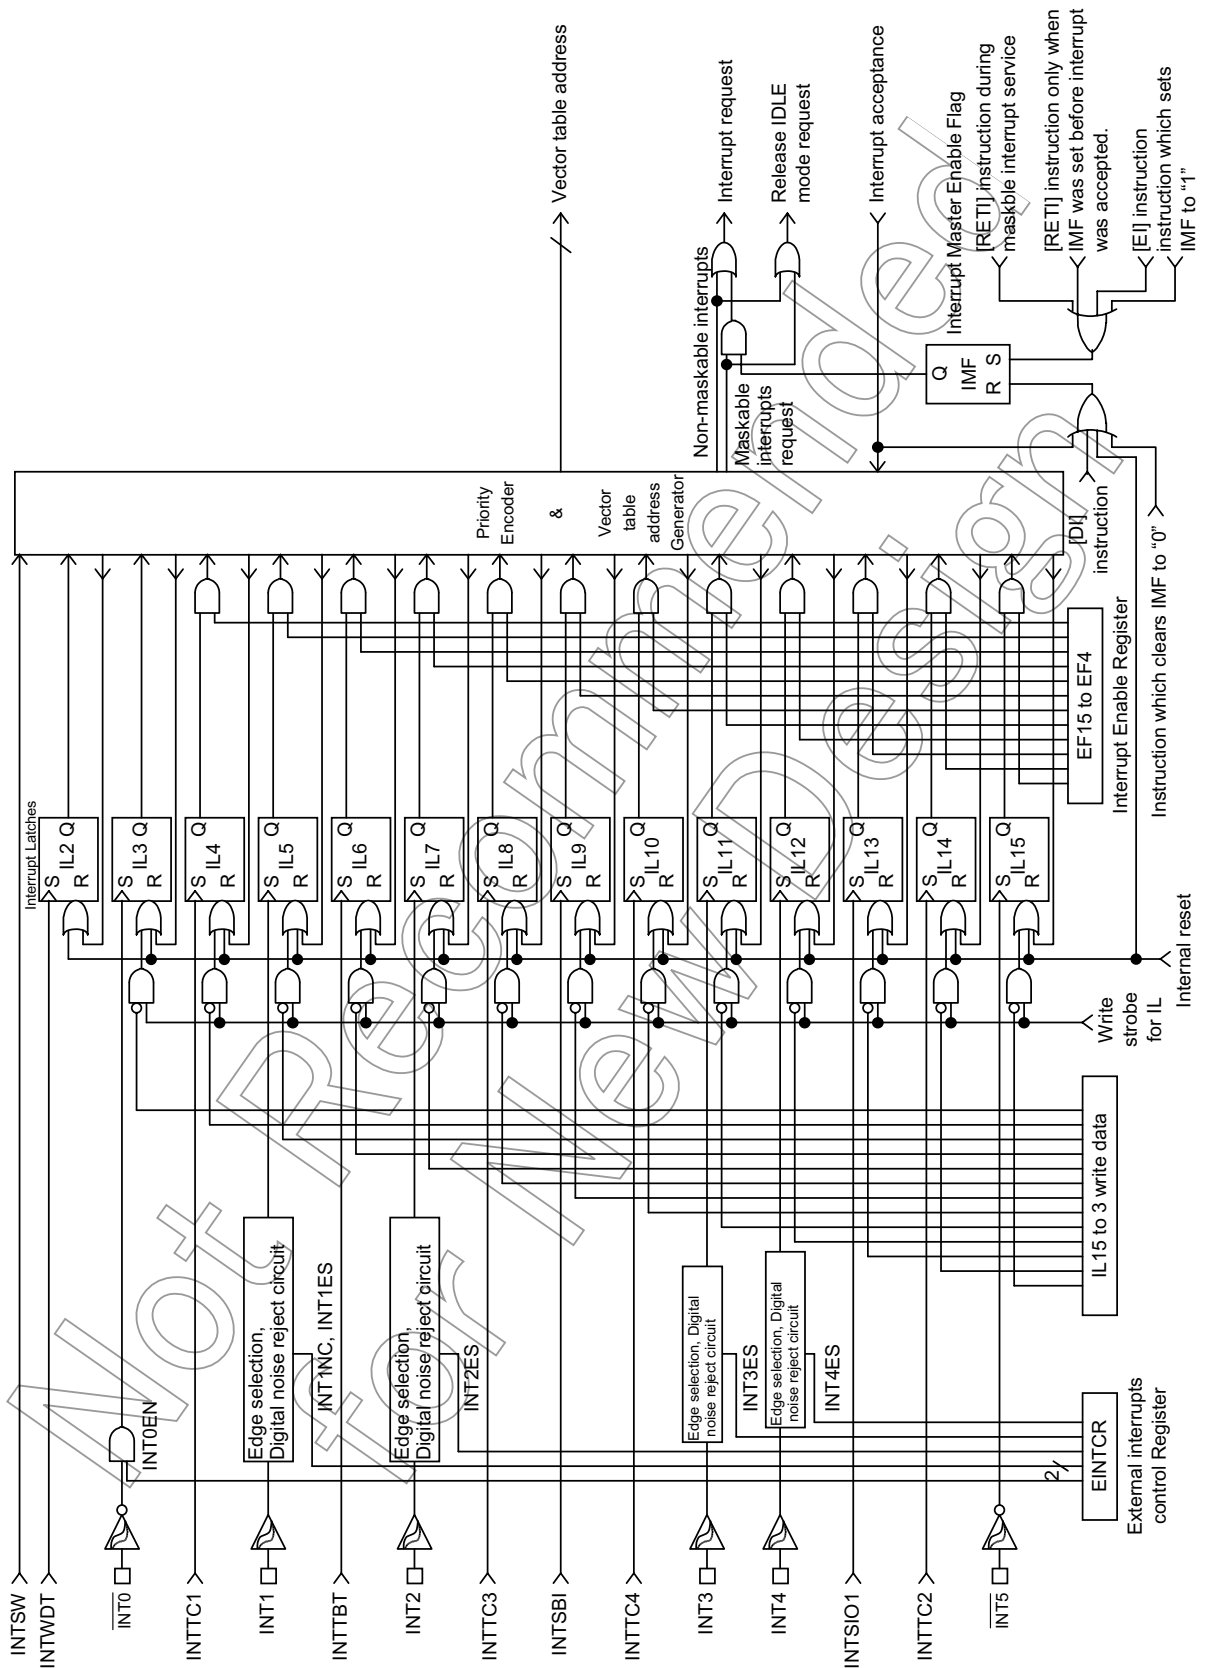 INTSW
INTWDT
INT0
INTTC1
INT1
INTTBT
INT2
INTTC3
INTSBI
INTTC4
INT3
INT4
INTSIO1
INTTC2
INT5
INT0EN
Edge selection,
Digital noise reject circuit
INT1NC, INT1ES
Edge selection,
Digital noise reject circuit
INT2ES
Edge selection, Digital
noise reject circuit
INT3ES
Edge selection, Digital
noise reject circuit
INT4ES
2
EINTCR
External interrupts
control Register
IL15 to 3 write data
Write
strobe
for IL
Internal reset
Interrupt Latches
S IL2 Q
R
S IL3 Q
R
S IL4 Q
R
S IL5 Q
R
S IL6 Q
R
S IL7 Q
R
S IL8 Q
R
S IL9 Q
R
S IL10 Q
R
S IL11 Q
R
S IL12 Q
R
S IL13 Q
R
S IL14 Q
R
S IL15 Q
R
EF15 to EF4
Interrupt Enable Register
Instruction which clears IMF to “0”
[DI]
instruction
Priority
Encoder
&
Vector
table
address
Generator
Vector table address
Non-maskable interrupts
Maskable
interrupts
request
Interrupt request
Release IDLE
mode request
Interrupt acceptance
Interrupt Master Enable Flag
Q
IMF
R S
[RETI] instruction during
maskble interrupt service
[RETI] instruction only when
IMF was set before interrupt
was accepted.
[EI] instruction
instruction which sets
IMF to “1”
Not Recommended
for New Design